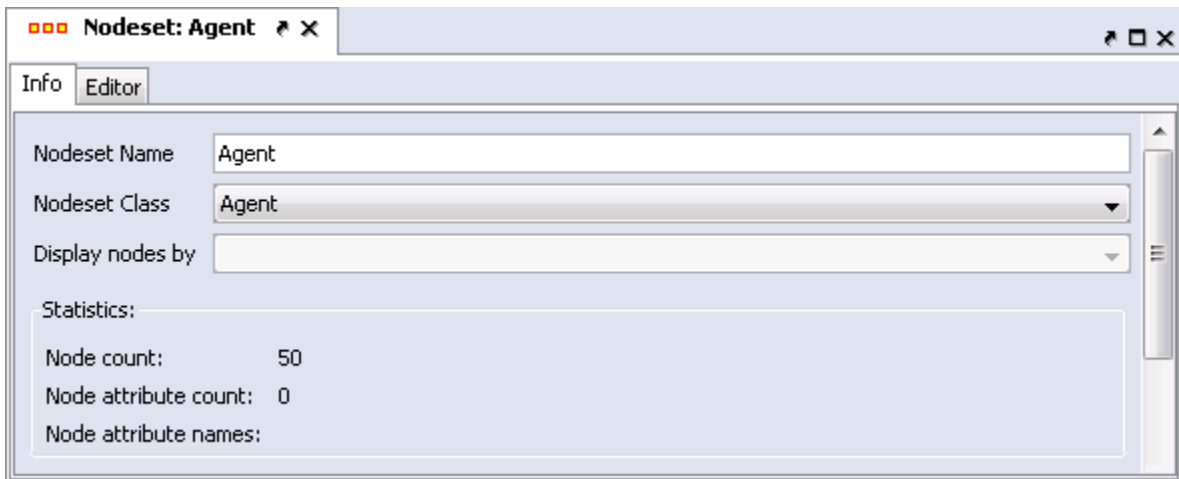 Nodeset: Agent
Info Editor
Nodeset Name Agent
Nodeset Class Agent
Display nodes by
Statistics:
Node count: 50
Node attribute count: 0
Node attribute names: